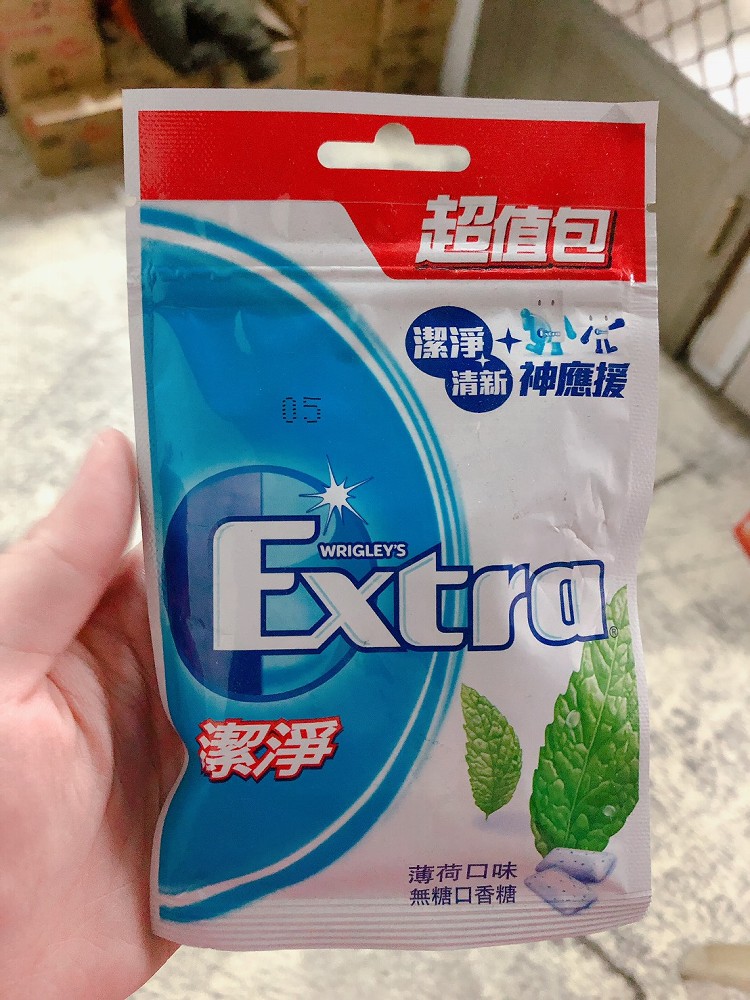 超值包
潔淨
清新 神應援
05
WRIGLEY'S
Extra®
潔淨
薄荷口味
無糖口香糖